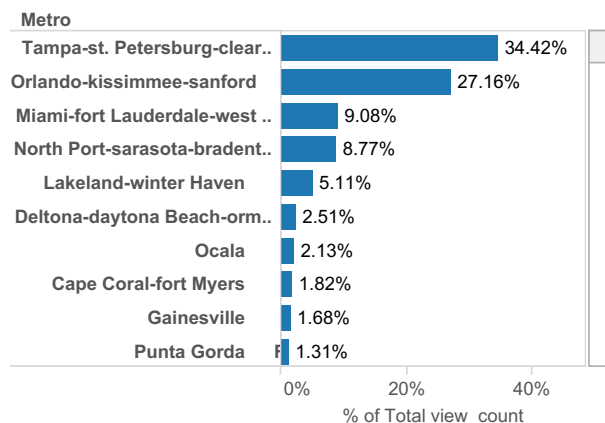 Metro
Tampa-st. Petersburg-clear.. 34.42%
Orlando-kissimmee-sanford 27.16%
Miami-fort Lauderdale-west .. 9.08%
North Port-sarasota-bradent.. 8.77%
Lakeland-winter Haven 5.11%
Deltona-daytona Beach-orm.. 2.51%
Ocala 2.13%
Cape Coral-fort Myers 1.82%
Gainesville 1.68%
Punta Gorda 1.31%
0% 20% 40%
% of Total view count